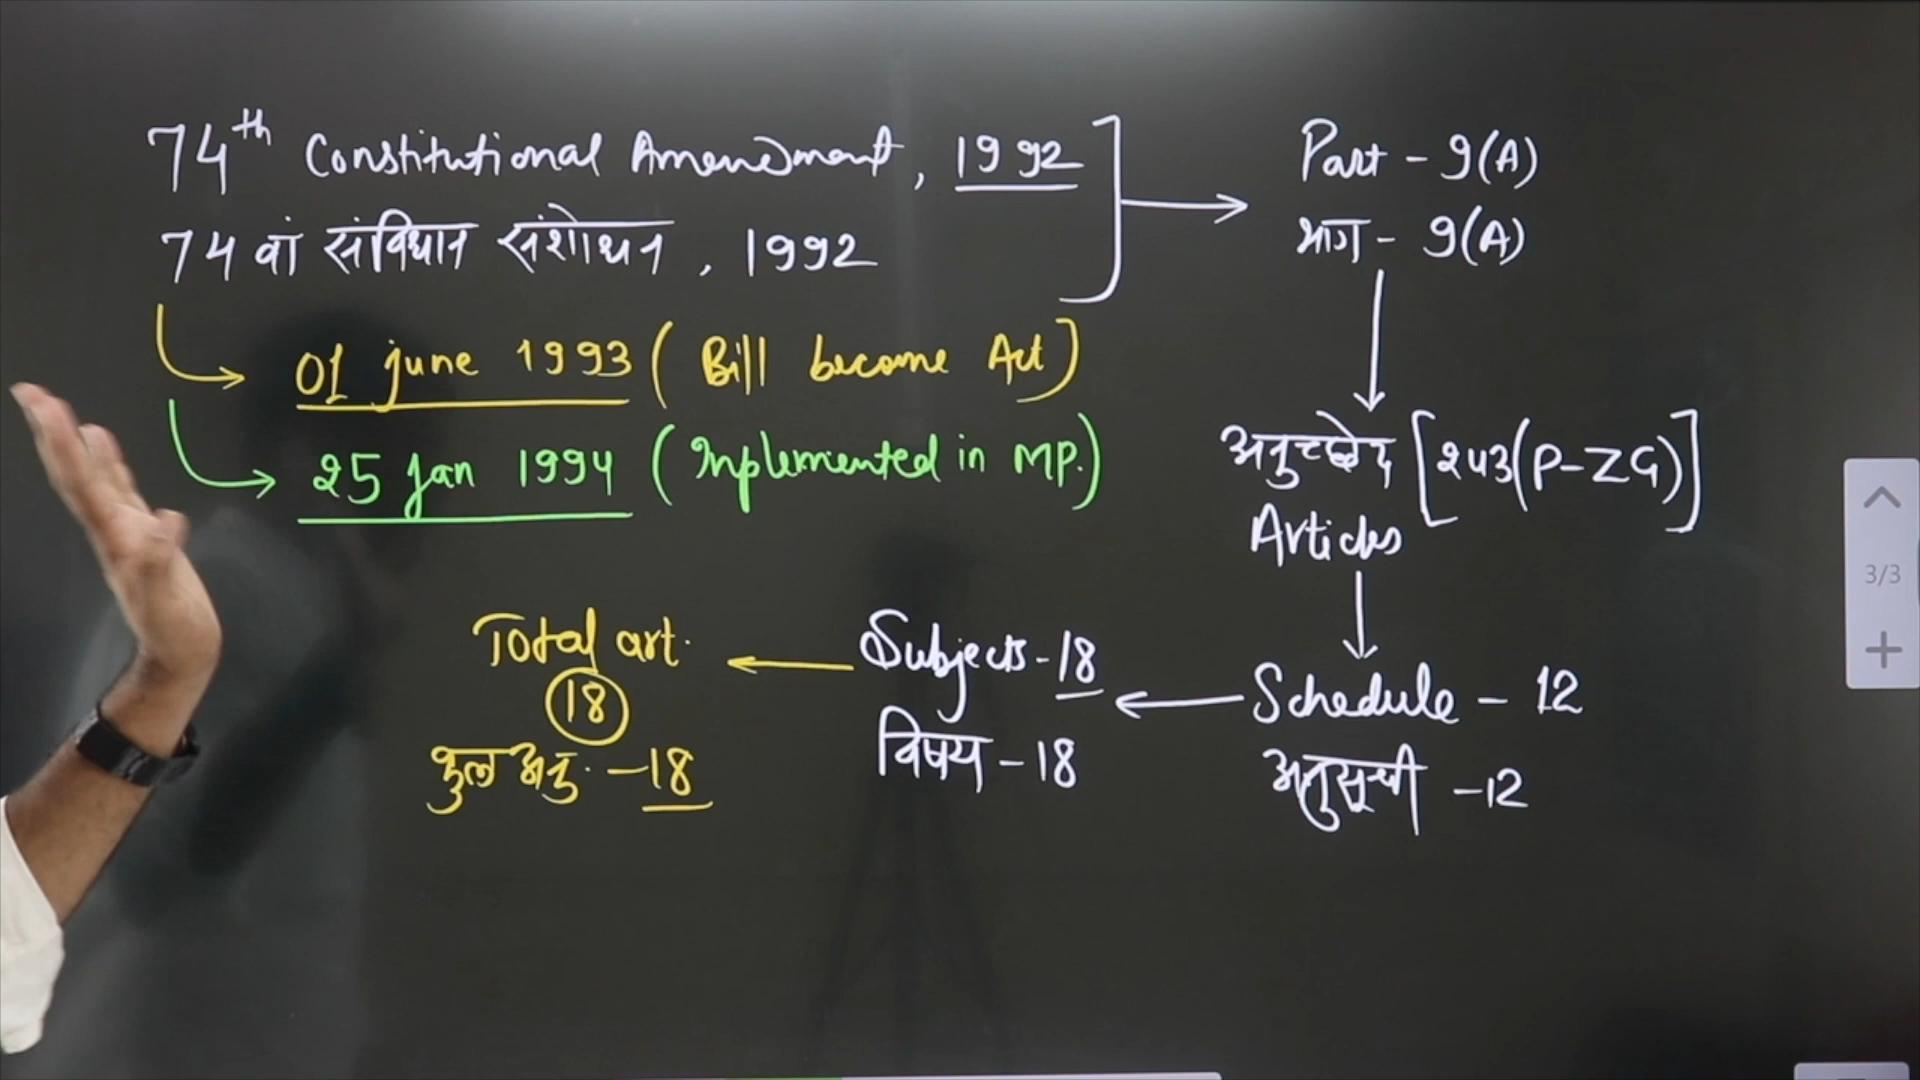 74th Constitutional Amendment, 1992
74 वां संविधान संशोधन, 1992
01 june 1993 ( Bill become Act )
25 Jan 1994 ( Implemented in MP. )
Part - 9(A)
भाग - 9(A)
अनुच्छेद [243(P-ZG)]
Articles
Schedule - 12
अनुसूची - 12
Subjects - 18
विषय - 18
Total art.
18
कुल अनु. - 18
3/3